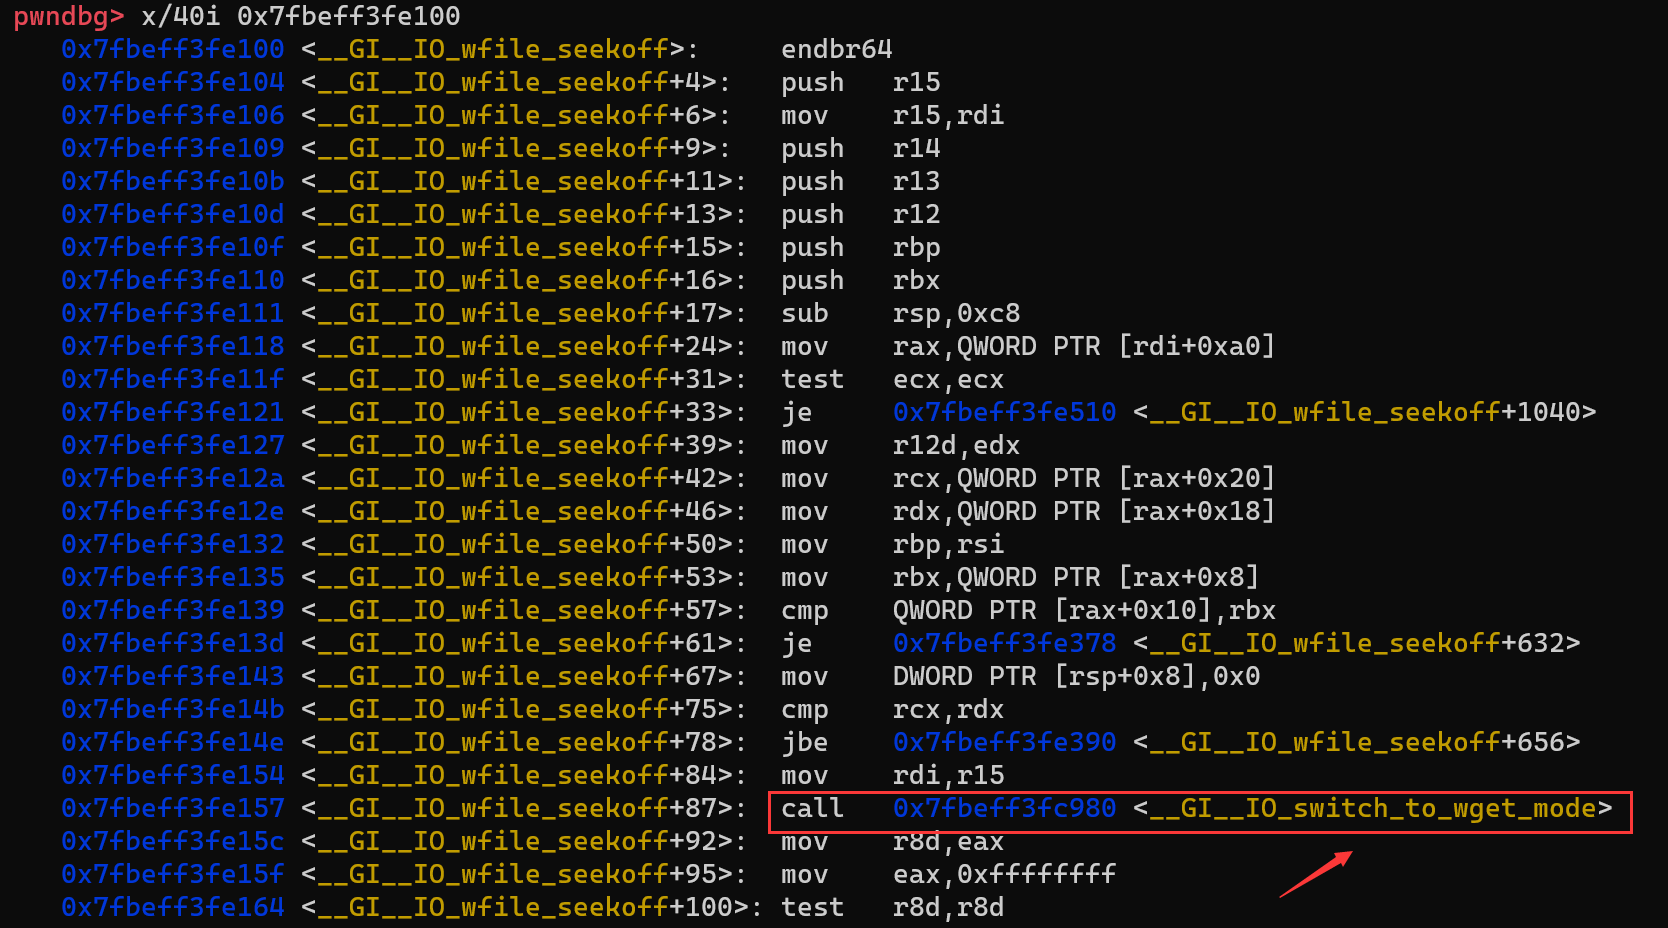 pwndbg> x/40i 0x7fbeff3fe100
0x7fbeff3fe100 <__GI__IO_wfile_seekoff>: endbr64
0x7fbeff3fe104 <__GI__IO_wfile_seekoff+4>: push r15
0x7fbeff3fe106 <__GI__IO_wfile_seekoff+6>: mov r15,rdi
0x7fbeff3fe109 <__GI__IO_wfile_seekoff+9>: push r14
0x7fbeff3fe10b <__GI__IO_wfile_seekoff+11>: push r13
0x7fbeff3fe10d <__GI__IO_wfile_seekoff+13>: push r12
0x7fbeff3fe10f <__GI__IO_wfile_seekoff+15>: push rbp
0x7fbeff3fe110 <__GI__IO_wfile_seekoff+16>: push rbx
0x7fbeff3fe111 <__GI__IO_wfile_seekoff+17>: sub rsp,0xc8
0x7fbeff3fe118 <__GI__IO_wfile_seekoff+24>: mov rax,QWORD PTR [rdi+0xa0]
0x7fbeff3fe11f <__GI__IO_wfile_seekoff+31>: test ecx,ecx
0x7fbeff3fe121 <__GI__IO_wfile_seekoff+33>: je 0x7fbeff3fe510 <__GI__IO_wfile_seekoff+1040>
0x7fbeff3fe127 <__GI__IO_wfile_seekoff+39>: mov r12d,edx
0x7fbeff3fe12a <__GI__IO_wfile_seekoff+42>: mov rcx,QWORD PTR [rax+0x20]
0x7fbeff3fe12e <__GI__IO_wfile_seekoff+46>: mov rdx,QWORD PTR [rax+0x18]
0x7fbeff3fe132 <__GI__IO_wfile_seekoff+50>: mov rbp,rsi
0x7fbeff3fe135 <__GI__IO_wfile_seekoff+53>: mov rbx,QWORD PTR [rax+0x8]
0x7fbeff3fe139 <__GI__IO_wfile_seekoff+57>: cmp QWORD PTR [rax+0x10],rbx
0x7fbeff3fe13d <__GI__IO_wfile_seekoff+61>: je 0x7fbeff3fe378 <__GI__IO_wfile_seekoff+632>
0x7fbeff3fe143 <__GI__IO_wfile_seekoff+67>: mov DWORD PTR [rsp+0x8],0x0
0x7fbeff3fe14b <__GI__IO_wfile_seekoff+75>: cmp rcx,rdx
0x7fbeff3fe14e <__GI__IO_wfile_seekoff+78>: jbe 0x7fbeff3fe390 <__GI__IO_wfile_seekoff+656>
0x7fbeff3fe154 <__GI__IO_wfile_seekoff+84>: mov rdi,r15
0x7fbeff3fe157 <__GI__IO_wfile_seekoff+87>: call 0x7fbeff3fc980 <__GI__IO_switch_to_wget_mode>
0x7fbeff3fe15c <__GI__IO_wfile_seekoff+92>: mov r8d,eax
0x7fbeff3fe15f <__GI__IO_wfile_seekoff+95>: mov eax,0xffffffff
0x7fbeff3fe164 <__GI__IO_wfile_seekoff+100>: test r8d,r8d